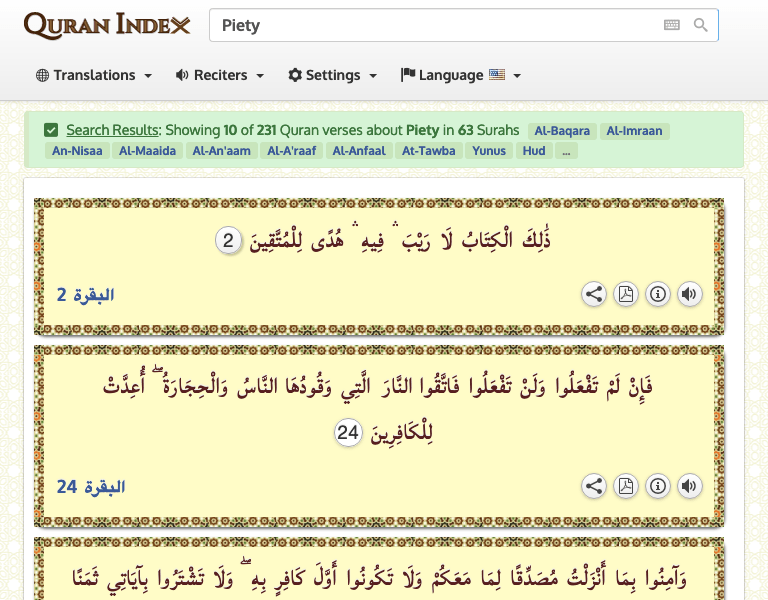 QURAN INDEX
Piety
Translations Reciters Settings Language
Search Results: Showing 10 of 231 Quran verses about Piety in 63 Surahs Al-Baqara Al-Imraan
An-Nisaa Al-Maaida Al-An'aam Al-A'raaf Al-Anfaal At-Tawba Yunus Hud ...
ذَٰلِكَ الْكِتَابُ لَا رَيْبَ ۛ فِيهِ ۛ هُدًى لِلْمُتَّقِينَ 2
البقرة 2
فَإِنْ لَمْ تَفْعَلُوا وَلَنْ تَفْعَلُوا فَاتَّقُوا النَّارَ الَّتِي وَقُودُهَا النَّاسُ وَالْحِجَارَةُ ۖ أُعِدَّتْ
لِلْكَافِرِينَ 24
البقرة 24
وَآمِنُوا بِمَا أَنْزَلْتُ مُصَدِّقًا لِمَا مَعَكُمْ وَلَا تَكُونُوا أَوَّلَ كَافِرٍ بِهِ ۖ وَلَا تَشْتَرُوا بِآيَاتِي ثَمَنًا